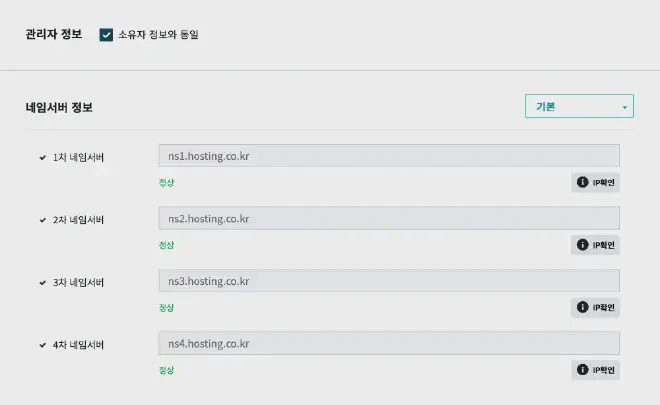 관리자 정보 소유자 정보와 동일
네임서버 정보 기본
1차 네임서버 ns1.hosting.co.kr
정상 IP확인
2차 네임서버 ns2.hosting.co.kr
정상 IP확인
3차 네임서버 ns3.hosting.co.kr
정상 IP확인
4차 네임서버 ns4.hosting.co.kr
정상 IP확인